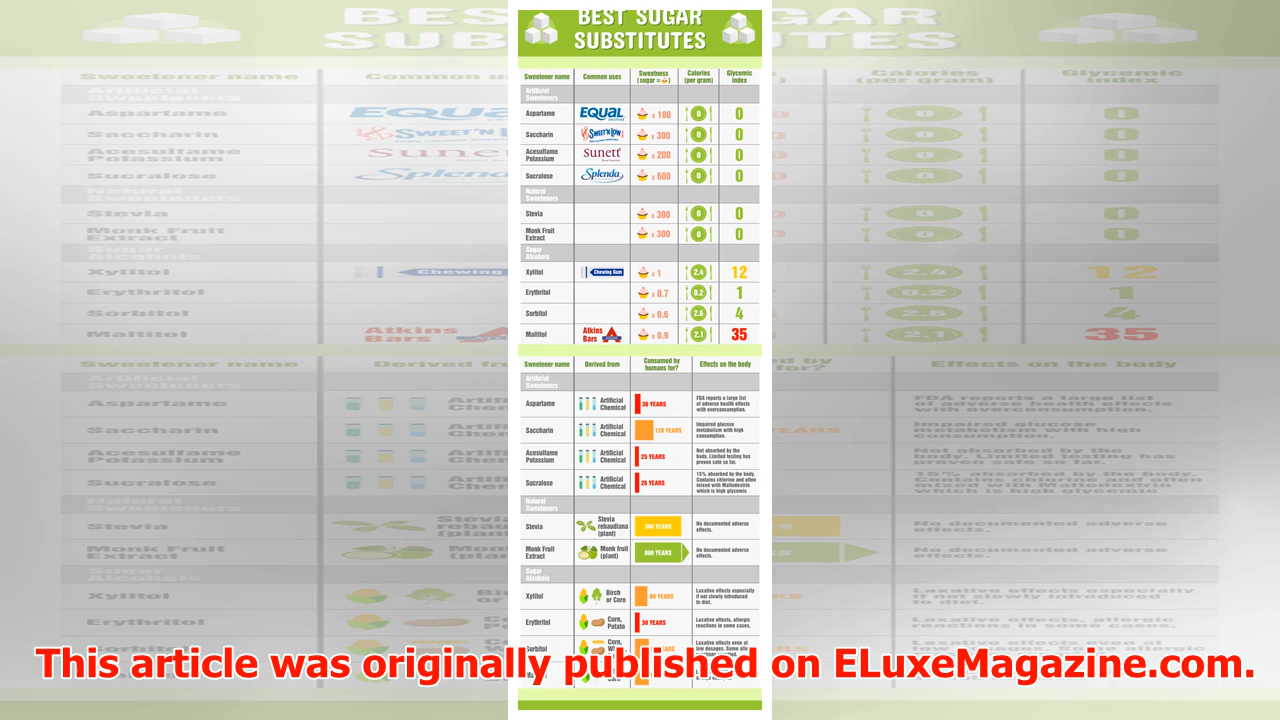 BEST SUGAR
SUBSTITUTES
Sweetener name Common uses Sweetness (sugar = ) Calories (per gram) Glycemic index
Artificial Sweeteners
Aspartame EQUAL x 180 0 0
Saccharin Sweet'N Low x 300 0 0
Acesulfame Potassium Sunett x 200 0 0
Sucralose Splenda x 600 0 0
Natural Sweeteners
Stevia x 300 0 0
Monk Fruit Extract x 300 0 0
Sugar Alcohols
Xylitol Chewing Gum x 1 2.4 12
Erythritol x 0.7 0.2 1
Sorbitol x 0.6 2.6 4
Maltitol Atkins Bars x 0.9 2.1 35
Sweetener name Derived from Consumed by humans for? Effects on the body
Artificial Sweeteners
Aspartame Artificial Chemical 36 YEARS FDA reports a large list of adverse health effects with overconsumption.
Saccharin Artificial Chemical 120 YEARS Impaired glucose metabolism with high consumption.
Acesulfame Potassium Artificial Chemical 25 YEARS Not absorbed by the body. Limited testing has proven safe so far.
Sucralose Artificial Chemical 26 YEARS 15% absorbed by the body. Contains chlorine and often mixed with Maltodextrin which is high glycemic
Natural Sweeteners
Stevia Stevia rebaudiana (plant) 300 YEARS No documented adverse effects.
Monk Fruit Extract Monk fruit (plant) 800 YEARS No documented adverse effects.
Sugar Alcohols
Xylitol Birch or Corn YEARS Laxative effects especially if not slowly introduced to diet.
Erythritol Corn, Potato 30 YEARS Laxative effects, allergic reactions in some cases.
Sorbitol Corn, Laxative effects even at low dosages. Some
This article was originally published on ELuxeMagazine.com.